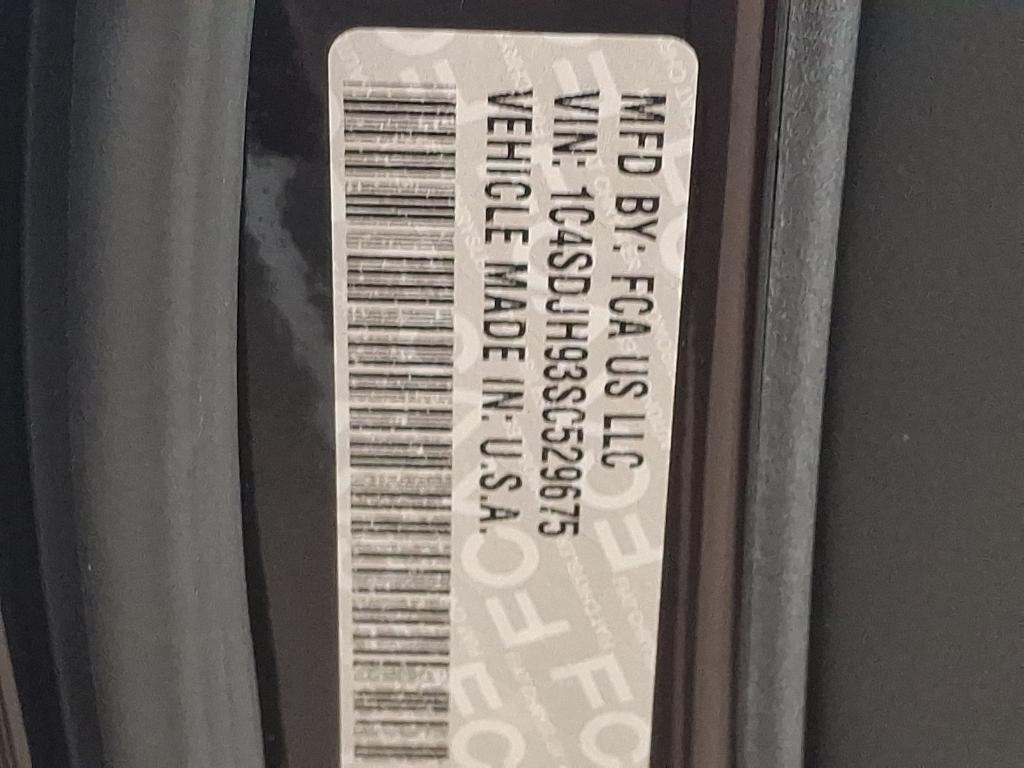 MFD BY: FCA US LLC
VIN: 1C4SDJH93SC529675
VEHICLE MADE IN: U.S.A.